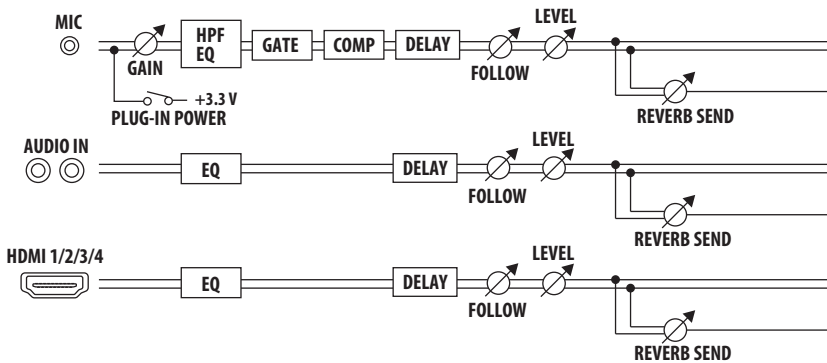 MIC
GAIN
HPF
EQ
GATE
COMP
DELAY
FOLLOW
LEVEL
+3.3 V
PLUG-IN POWER
REVERB SEND
AUDIO IN
EQ
DELAY
FOLLOW
LEVEL
REVERB SEND
HDMI 1/2/3/4
EQ
DELAY
FOLLOW
LEVEL
REVERB SEND